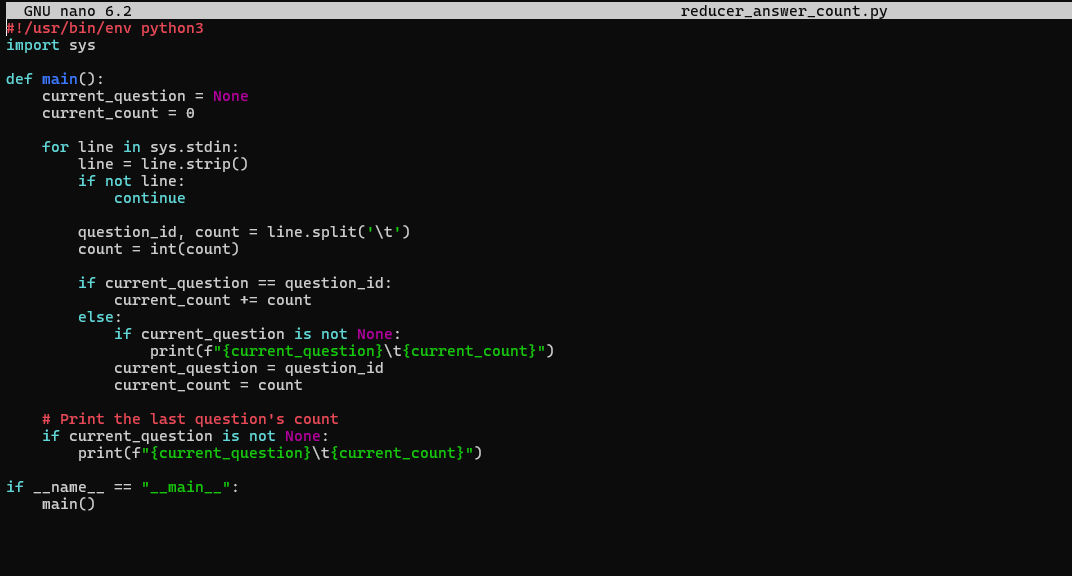 GNU nano 6.2 reducer_answer_count.py
#!/usr/bin/env python3
import sys

def main():
    current_question = None
    current_count = 0

    for line in sys.stdin:
        line = line.strip()
        if not line:
            continue

        question_id, count = line.split('\t')
        count = int(count)

        if current_question == question_id:
            current_count += count
        else:
            if current_question is not None:
                print(f"{current_question}\t{current_count}")
            current_question = question_id
            current_count = count

    # Print the last question's count
    if current_question is not None:
        print(f"{current_question}\t{current_count}")

if __name__ == "__main__":
    main()